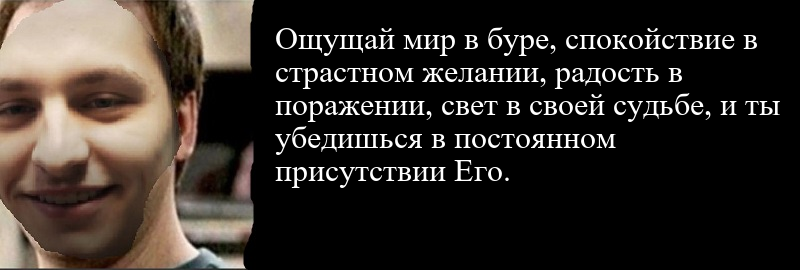 Ощущай мир в буре, спокойствие в
страстном желании, радость в
поражении, свет в своей судьбе, и ты
убедишься в постоянном
присутствии Его.